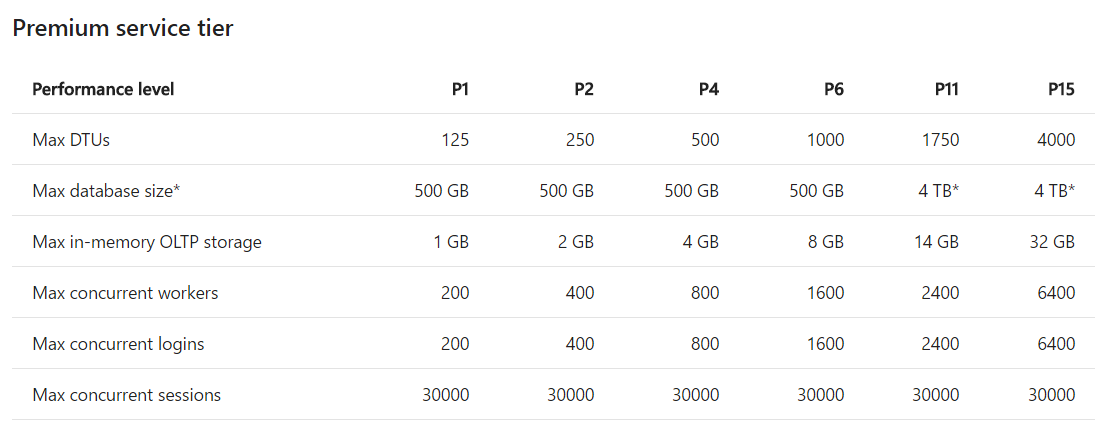 Premium service tier
Performance level P1 P2 P4 P6 P11 P15
Max DTUs 125 250 500 1000 1750 4000
Max database size* 500 GB 500 GB 500 GB 500 GB 4 TB* 4 TB*
Max in-memory OLTP storage 1 GB 2 GB 4 GB 8 GB 14 GB 32 GB
Max concurrent workers 200 400 800 1600 2400 6400
Max concurrent logins 200 400 800 1600 2400 6400
Max concurrent sessions 30000 30000 30000 30000 30000 30000